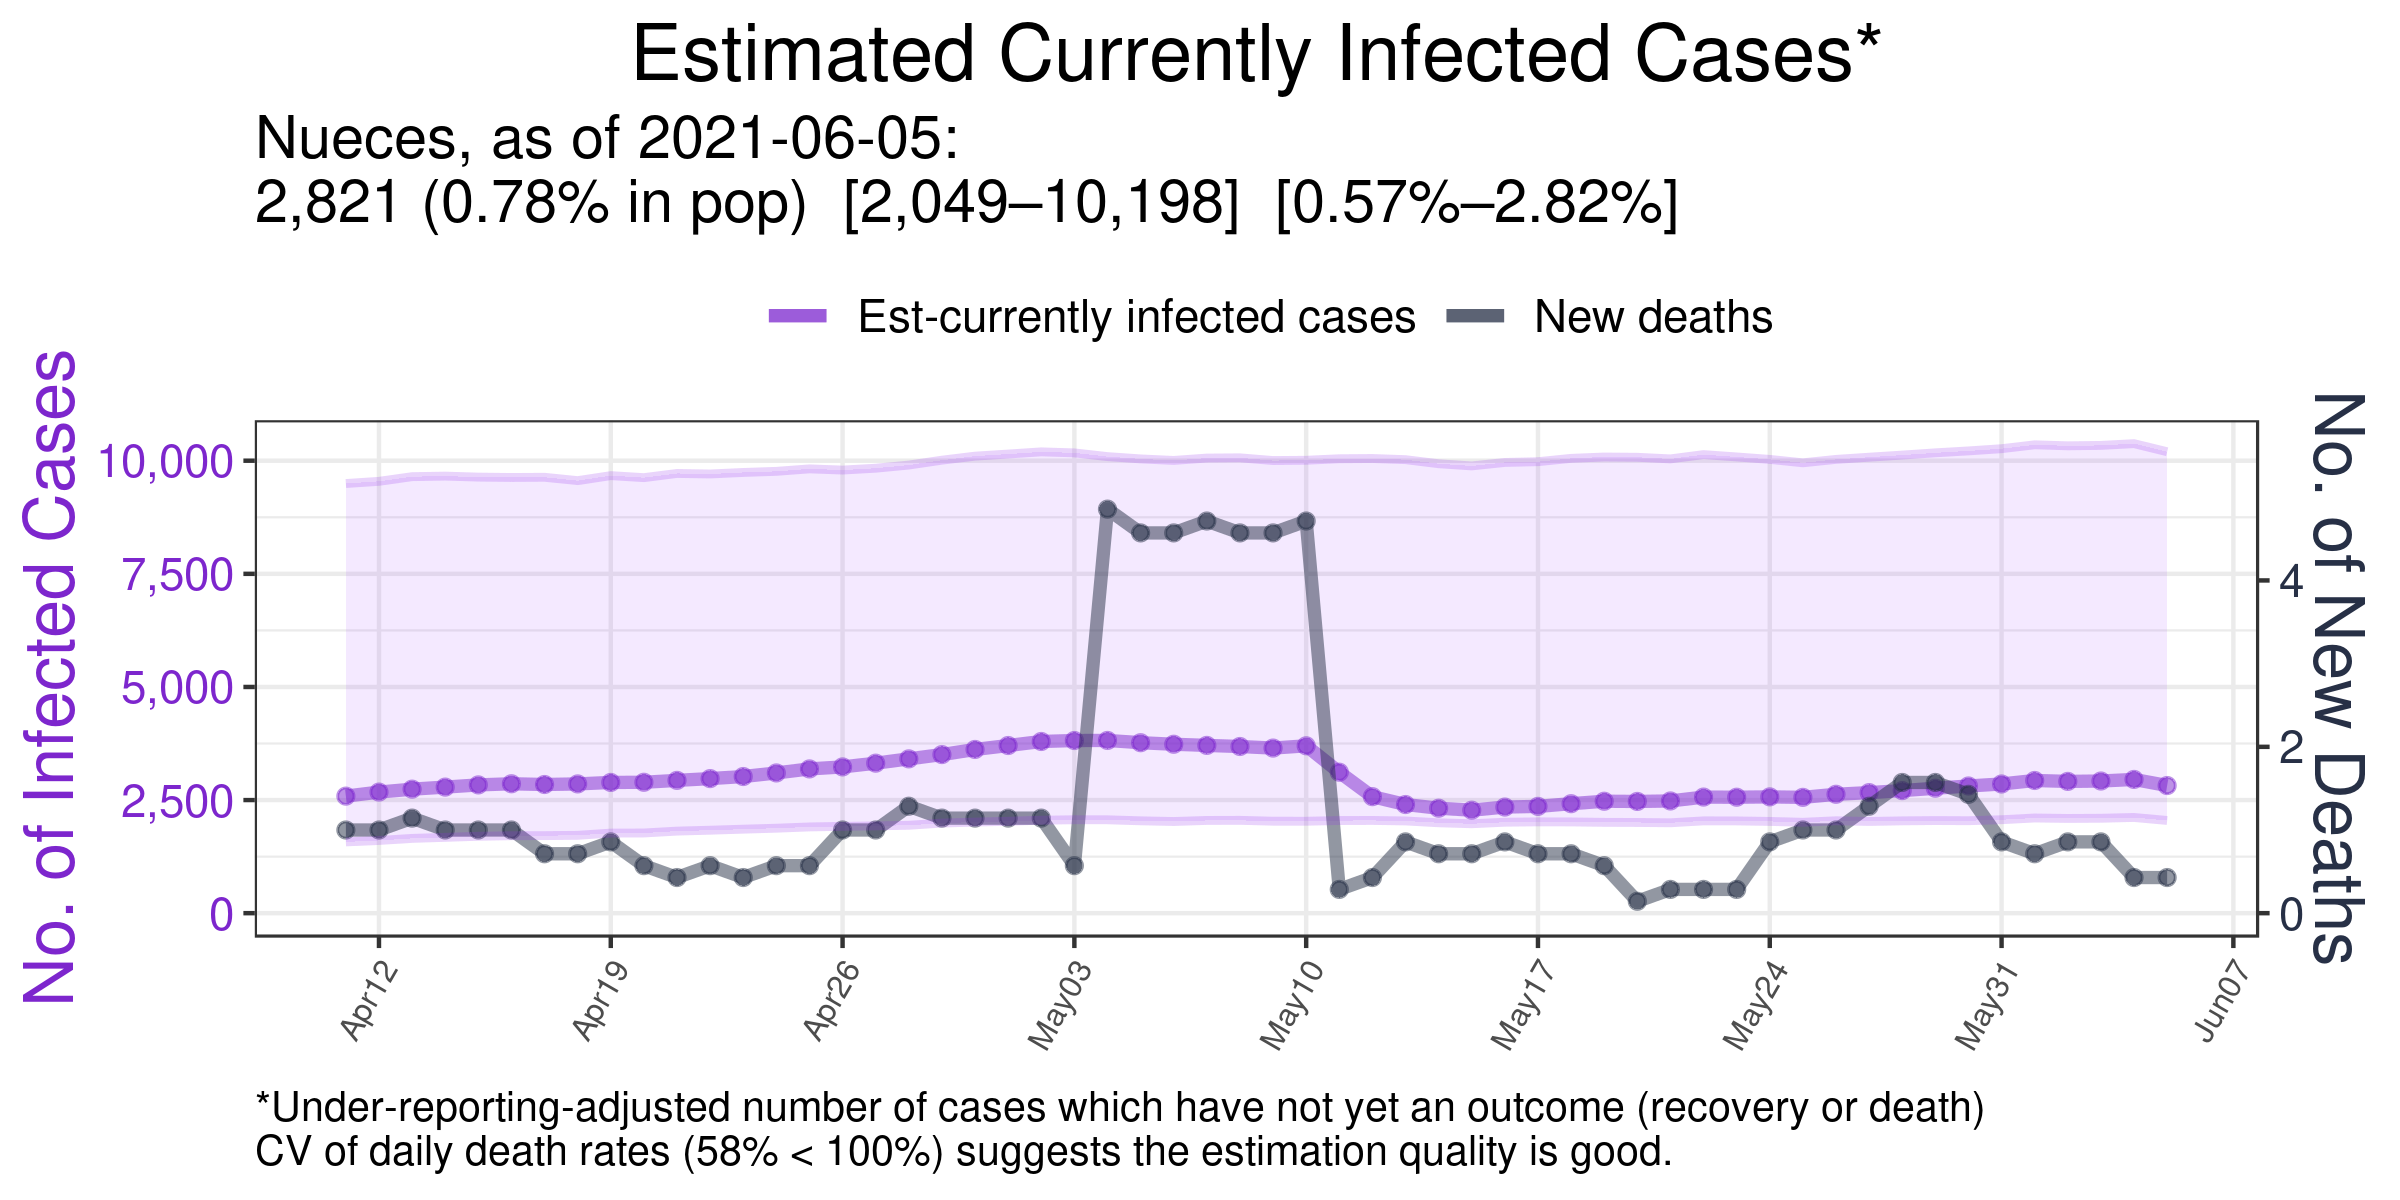 Estimated Currently Infected Cases*
Nueces, as of 2021-06-05:
2,821 (0.78% in pop)  [2,049–10,198]  [0.57%–2.82%]
Est-currently infected cases
New deaths
No. of Infected Cases
10,000
7,500
5,000
2,500
0
No. of New Deaths
4
2
0
Apr12
Apr19
Apr26
May03
May10
May17
May24
May31
Jun07
*Under-reporting-adjusted number of cases which have not yet an outcome (recovery or death)
CV of daily death rates (58% < 100%) suggests the estimation quality is good.